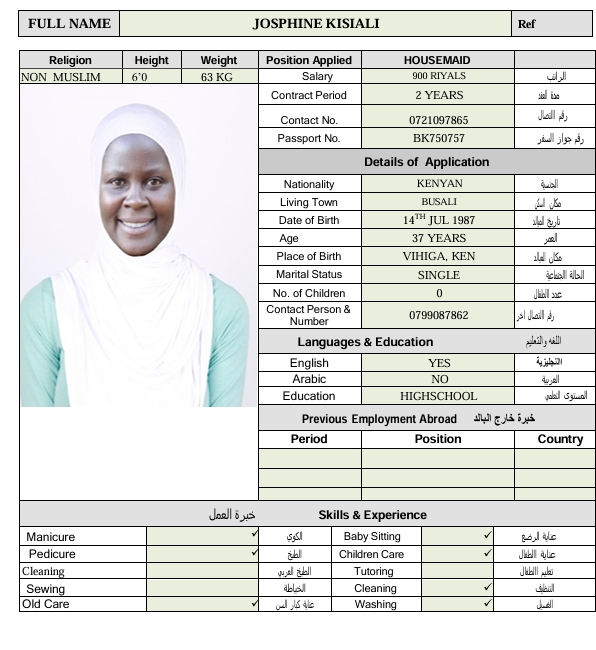 FULL NAME JOSPHINE KISIALI Ref
Religion Height Weight Position Applied HOUSEMAID
NON MUSLIM 6'0 63 KG Salary 900 RIYALS الراتب
Contract Period 2 YEARS مدة العقد
Contact No. 0721097865 رقم الاتصال
Passport No. BK750757 رقم جواز السفر
Details of Application
Nationality KENYAN الجنسية
Living Town BUSALI مكان السكن
Date of Birth 14TH JUL 1987 تاريخ الميلاد
Age 37 YEARS العمر
Place of Birth VIHIGA, KEN مكان الميلاد
Marital Status SINGLE الحالة الاجتماعية
No. of Children 0 عدد الاطفال
Contact Person & Number 0799087862 رقم الاتصال اخر
Languages & Education اللغه والتعليم
English YES الانجليزية
Arabic NO العربية
Education HIGHSCHOOL المستوى التعليمي
Previous Employment Abroad خبرة خارج البلاد
Period Position Country
خبرة العمل Skills & Experience
Manicure ✓ الكوي Baby Sitting ✓ عناية الرضع
Pedicure ✓ الطبخ Children Care ✓ عناية الاطفال
Cleaning الطبخ العربي Tutoring تعليم الاطفال
Sewing الخياطة Cleaning ✓ التنظيف
Old Care ✓ عناية كبار السن Washing ✓ الغسيل